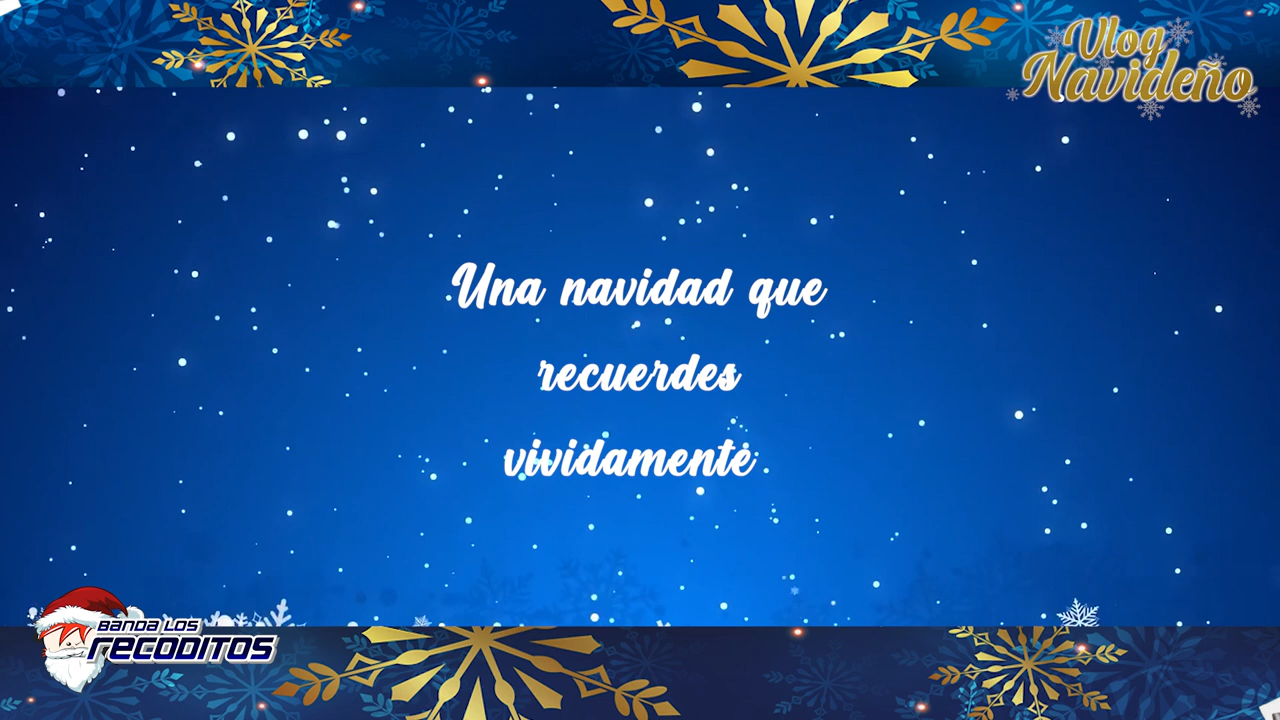 Vlog
Navideño
Una navidad que
recuerdes
vividamente
BANDA LOS
RECODITOS